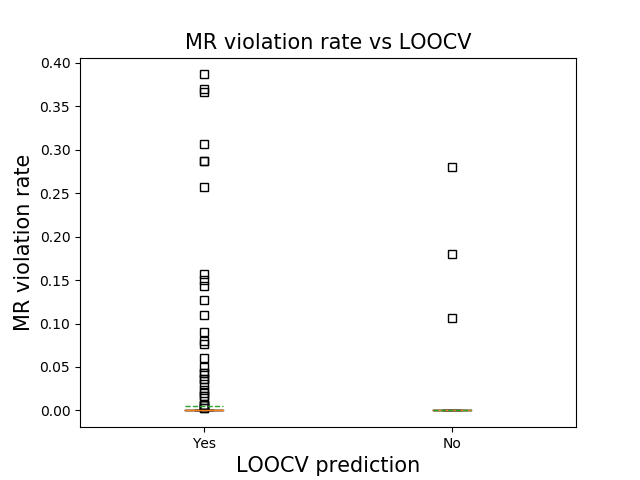 MR violation rate vs LOOCV
0.40
0.35
0.30
0.25
0.20
0.15
0.10
0.05
0.00
MR violation rate
Yes No
LOOCV prediction